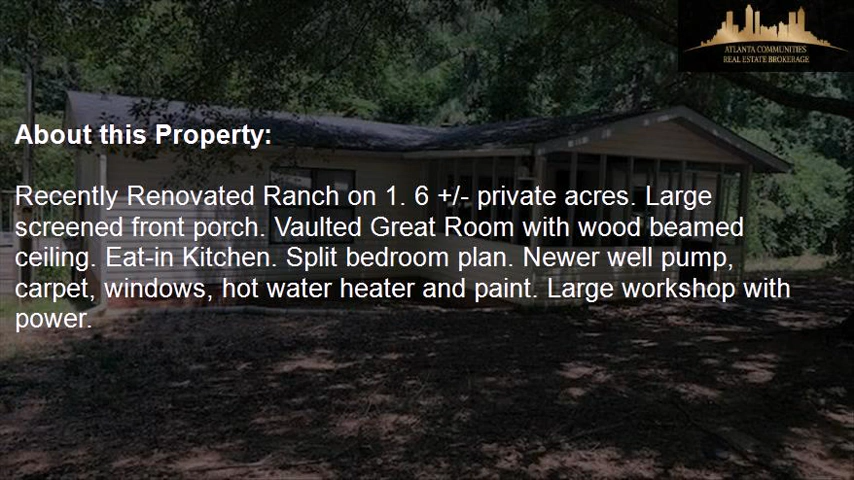 ATLANTA COMMUNITIES
REAL ESTATE BROKERAGE
About this Property:
Recently Renovated Ranch on 1. 6 +/- private acres. Large
screened front porch. Vaulted Great Room with wood beamed
ceiling. Eat-in Kitchen. Split bedroom plan. Newer well pump,
carpet, windows, hot water heater and paint. Large workshop with
power.